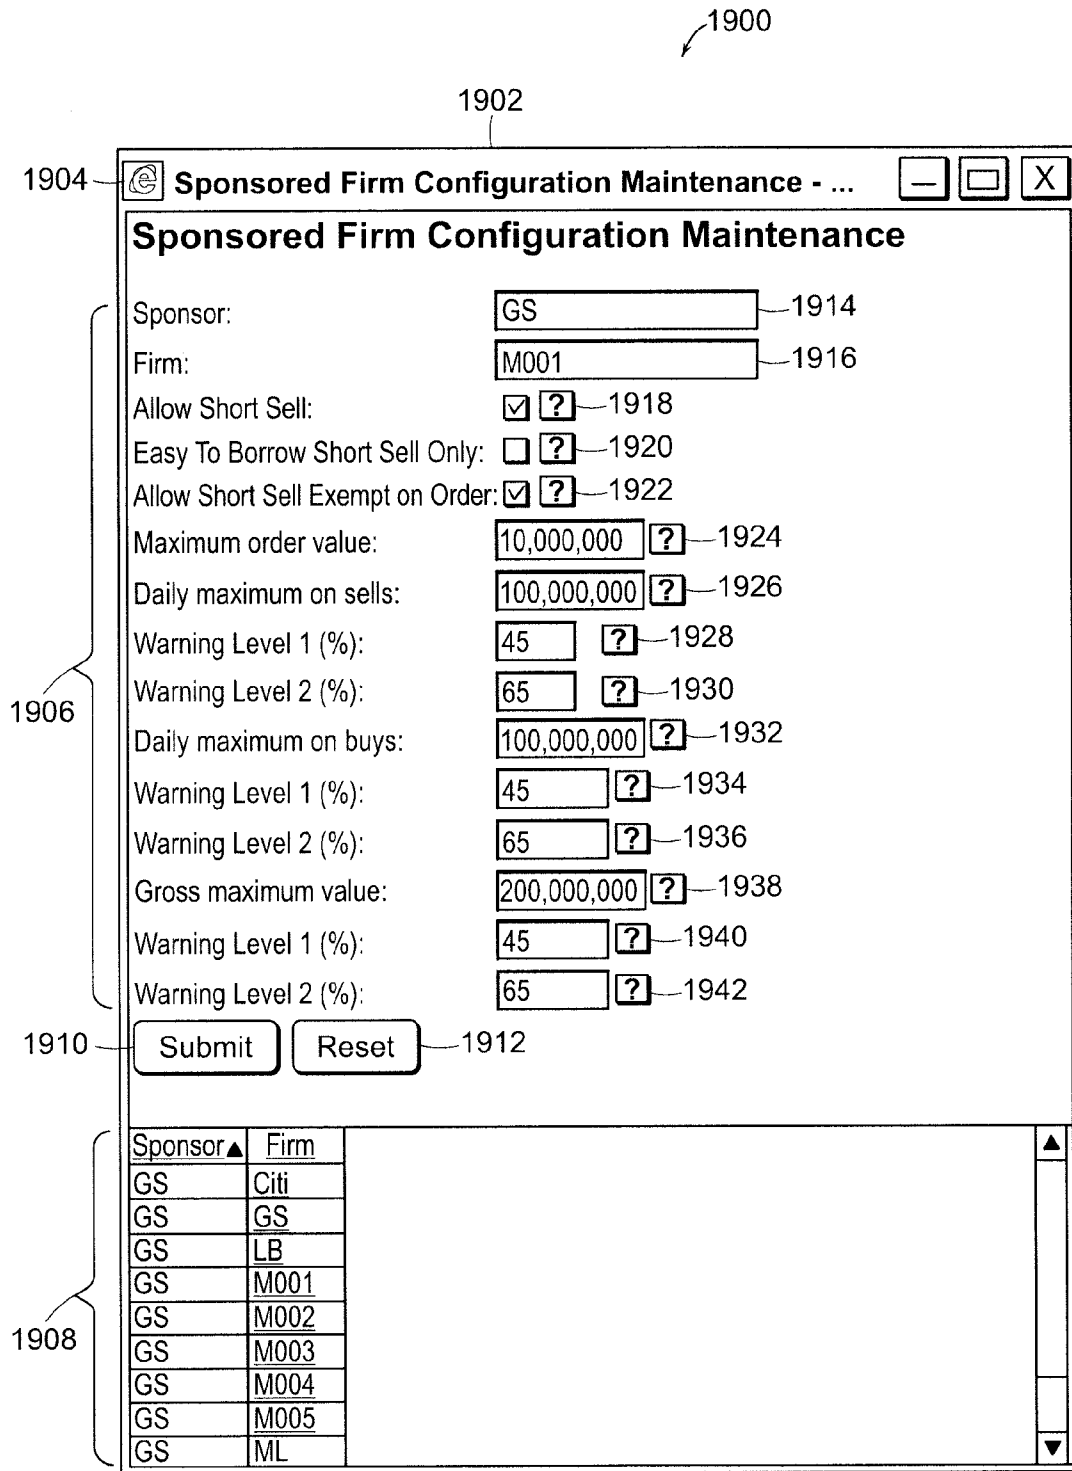 1900
1902
1904 e Sponsored Firm Configuration Maintenance - ... X
Sponsored Firm Configuration Maintenance
Sponsor: GS 1914
Firm: M001 1916
Allow Short Sell: ? 1918
Easy To Borrow Short Sell Only: ? 1920
Allow Short Sell Exempt on Order: ? 1922
Maximum order value: 10,000,000 ? 1924
Daily maximum on sells: 100,000,000 ? 1926
Warning Level 1 (%): 45 ? 1928
Warning Level 2 (%): 65 ? 1930
1906
Daily maximum on buys: 100,000,000 ? 1932
Warning Level 1 (%): 45 ? 1934
Warning Level 2 (%): 65 ? 1936
Gross maximum value: 200,000,000 ? 1938
Warning Level 1 (%): 45 ? 1940
Warning Level 2 (%): 65 ? 1942
1910 Submit Reset 1912
Sponsor▲ Firm
GS Citi
GS GS
GS LB
GS M001
GS M002
1908
GS M003
GS M004
GS M005
GS ML